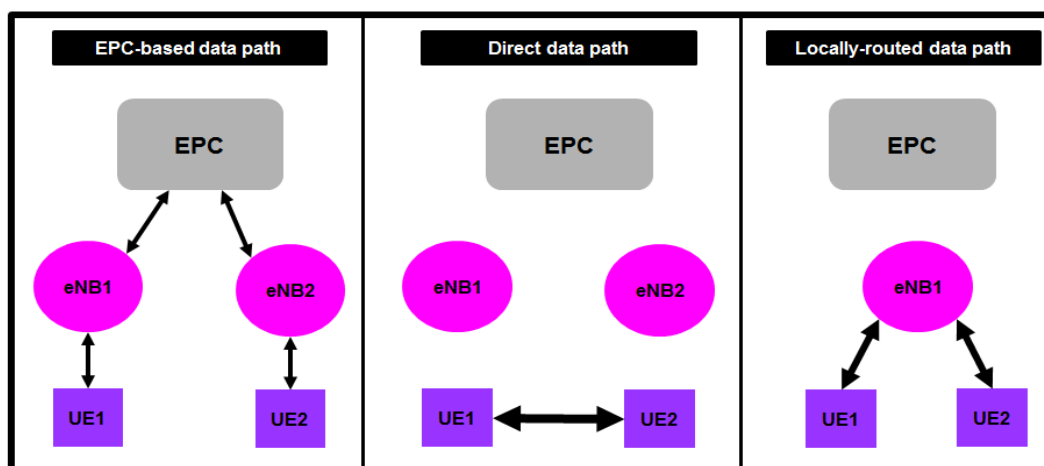 EPC-based data path
EPC
eNB1
eNB2
UE1
UE2
Direct data path
EPC
eNB1
eNB2
UE1
UE2
Locally-routed data path
EPC
eNB1
UE1
UE2